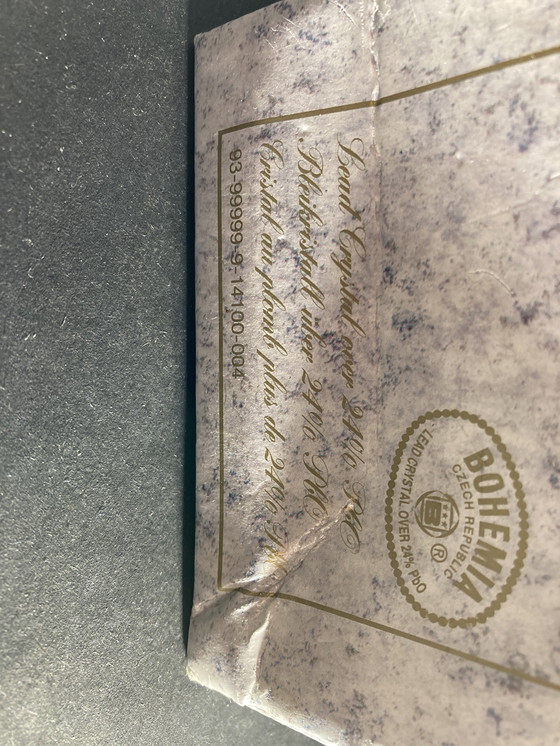 BOHEMIA
CZECH REPUBLIC
B ®
LEAD CRYSTAL OVER 24% PbO
Lead Crystal over 24% PbO
Bleikristall über 24% PbO
Cristal au plomb plus de 24%
93-99999-9-14100-004